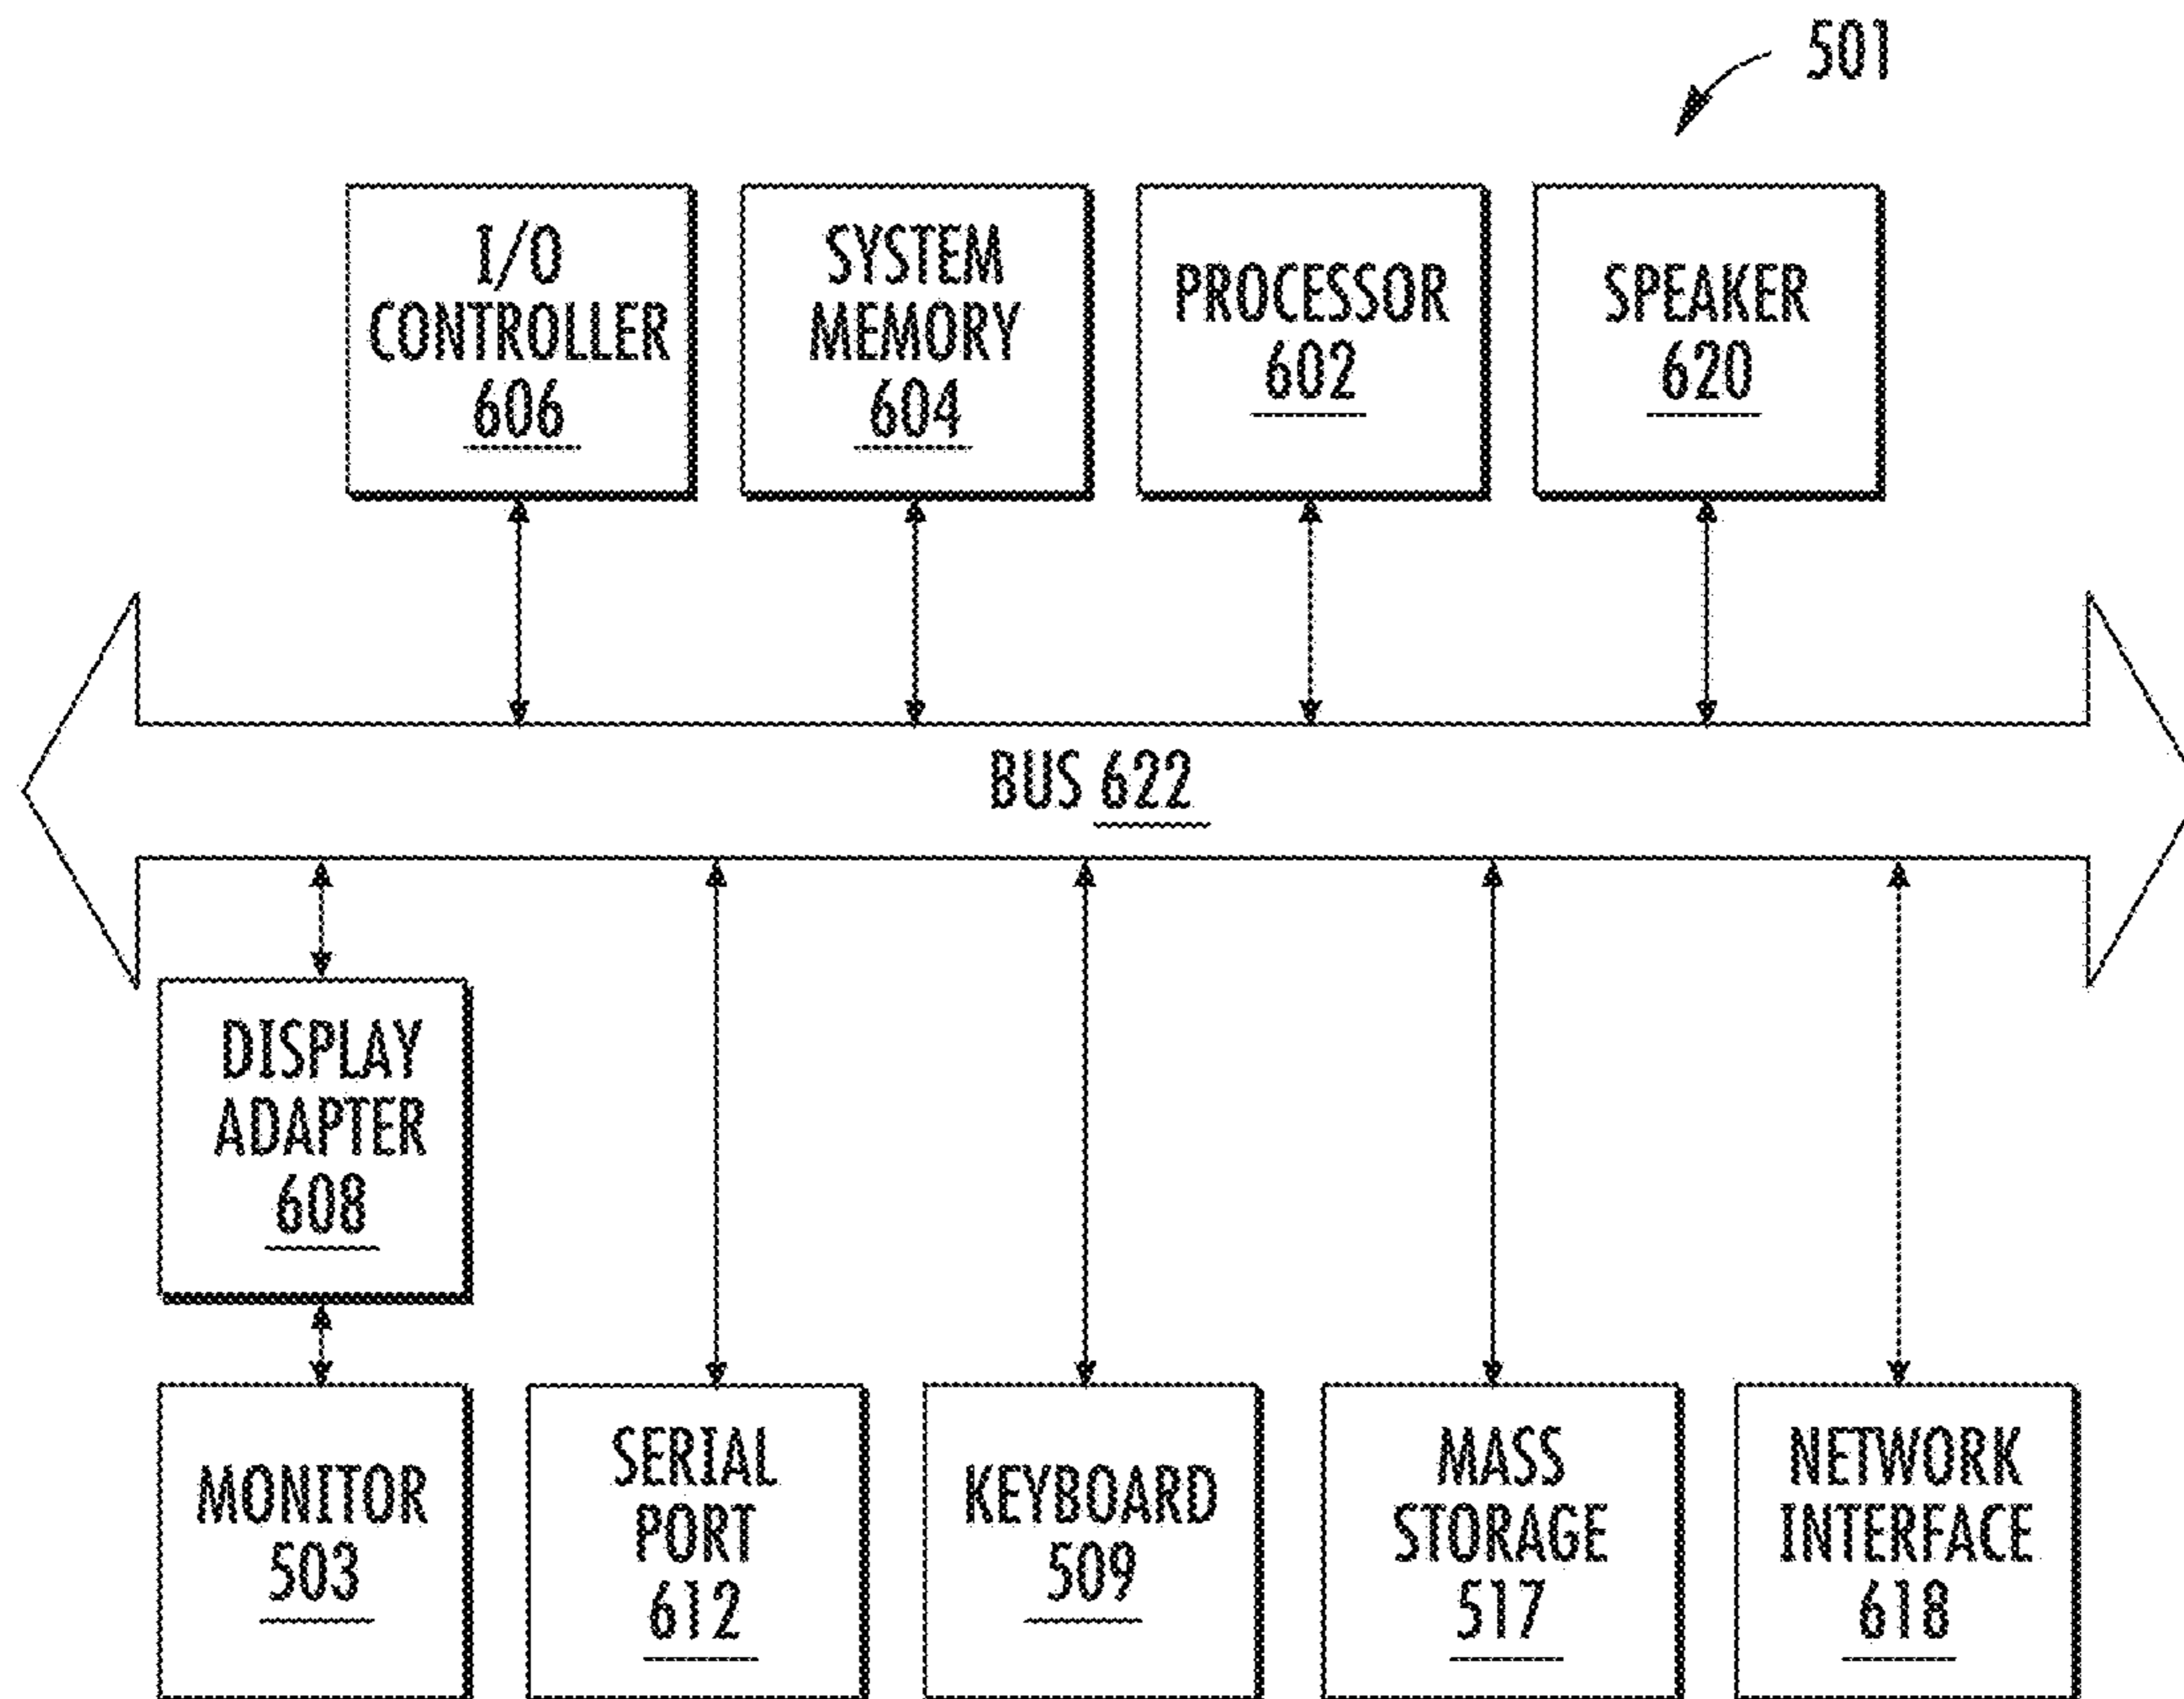 501
I/O
CONTROLLER
606
SYSTEM
MEMORY
604
PROCESSOR
602
SPEAKER
620
BUS 622
DISPLAY
ADAPTER
608
MONITOR
503
SERIAL
PORT
612
KEYBOARD
509
MASS
STORAGE
517
NETWORK
INTERFACE
618